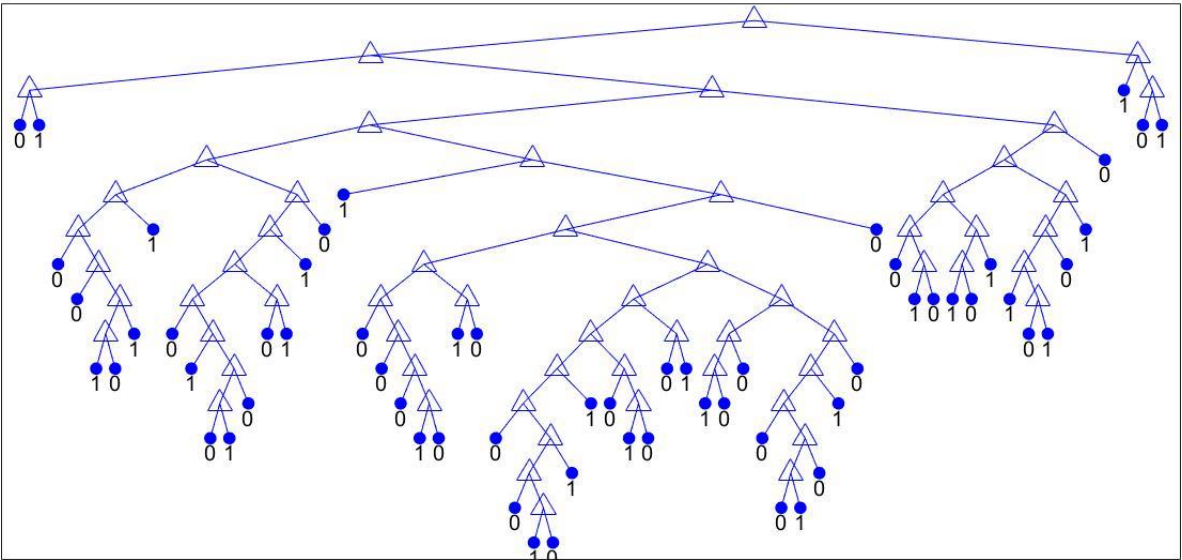 1
0 1 0 1
0
1
1 0 0 1
0 1 0 1 0
0 1 0 1 0 1
1 0 0 1 0 1 0 0 1
1 0 1 0 0 1 0 0
0 0 1 0 1 0 1
0 1 1 0 0 1 0 0
1 0
0 0 1
1 0